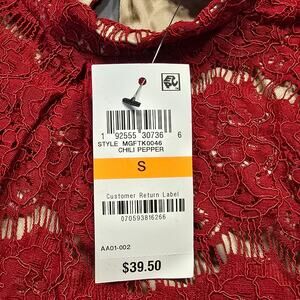 1 92555 30736 6
STYLE MGFTK0046
CHILI PEPPER
S
Customer Return Label
070593816266
AA01-002
$39.50